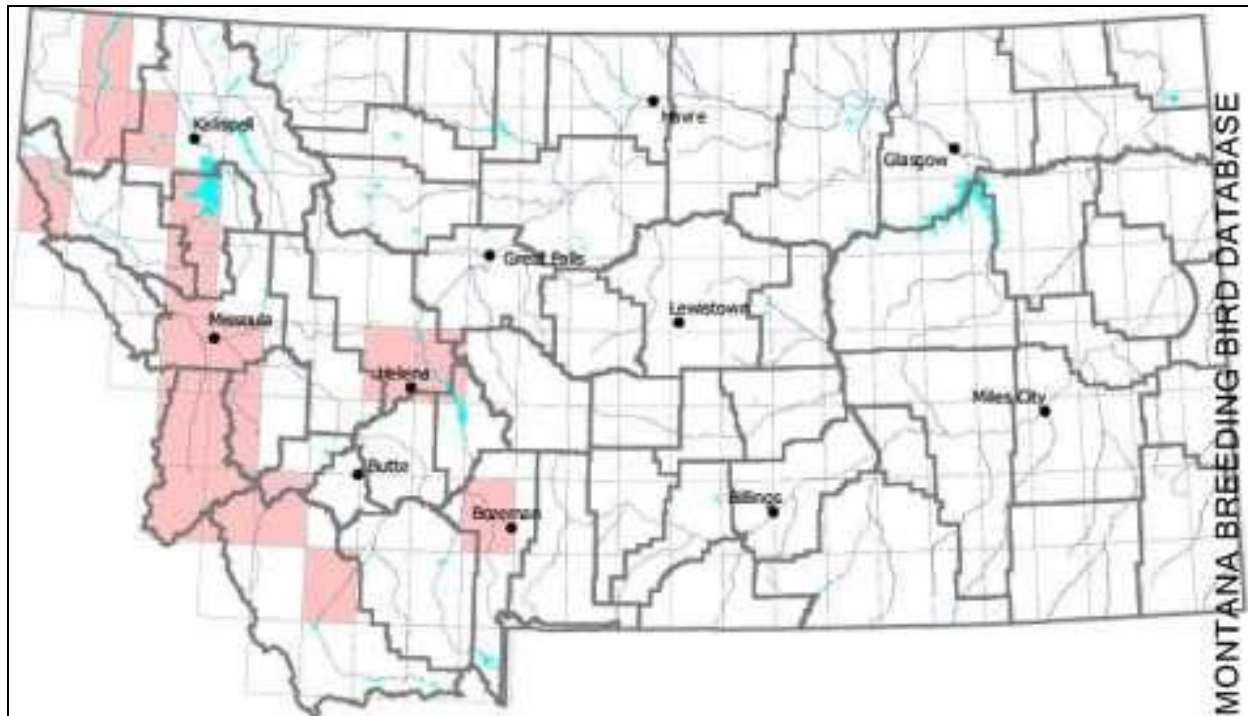 Kalispell
Havre
Glasgow
Great Falls
Lewistown
Missoula
Helena
Miles City
Butte
Billings
Bozeman
MONTANA BREEDING BIRD DATABASE